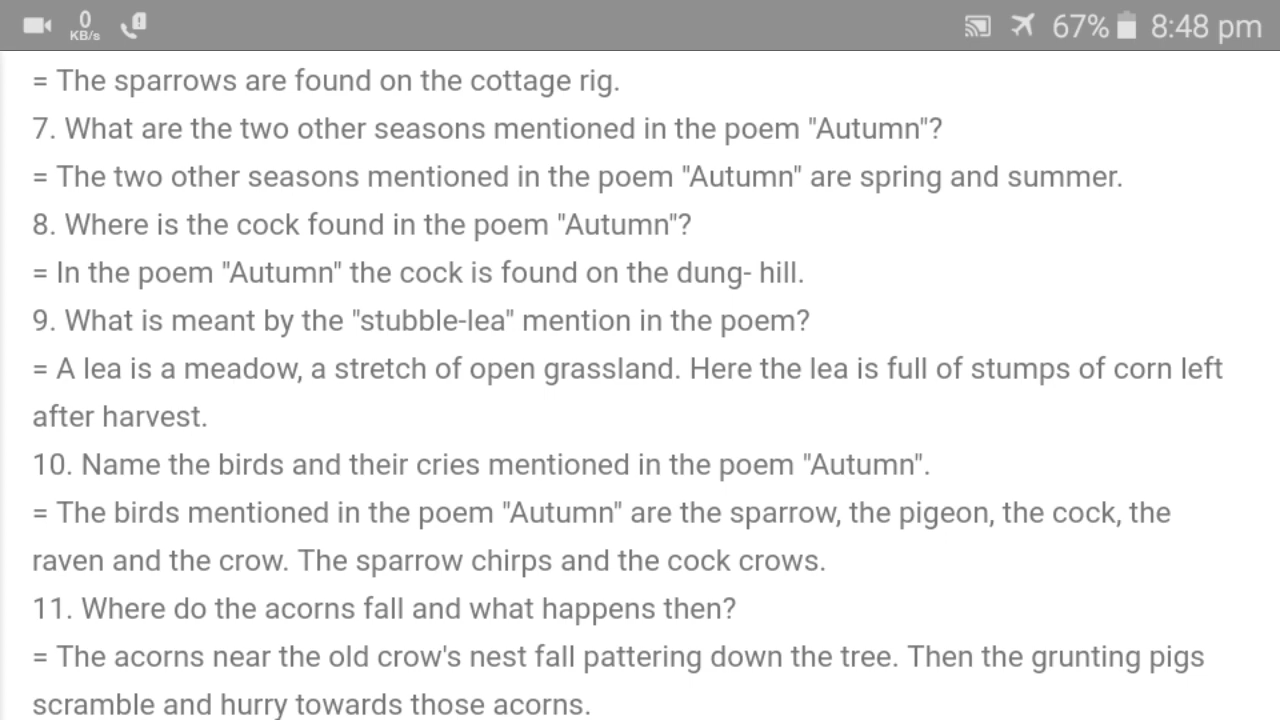 0
KB/s
67% 8:48 pm
= The sparrows are found on the cottage rig.
7. What are the two other seasons mentioned in the poem "Autumn"?
= The two other seasons mentioned in the poem "Autumn" are spring and summer.
8. Where is the cock found in the poem "Autumn"?
= In the poem "Autumn" the cock is found on the dung- hill.
9. What is meant by the "stubble-lea" mention in the poem?
= A lea is a meadow, a stretch of open grassland. Here the lea is full of stumps of corn left
after harvest.
10. Name the birds and their cries mentioned in the poem "Autumn".
= The birds mentioned in the poem "Autumn" are the sparrow, the pigeon, the cock, the
raven and the crow. The sparrow chirps and the cock crows.
11. Where do the acorns fall and what happens then?
= The acorns near the old crow's nest fall pattering down the tree. Then the grunting pigs
scramble and hurry towards those acorns.